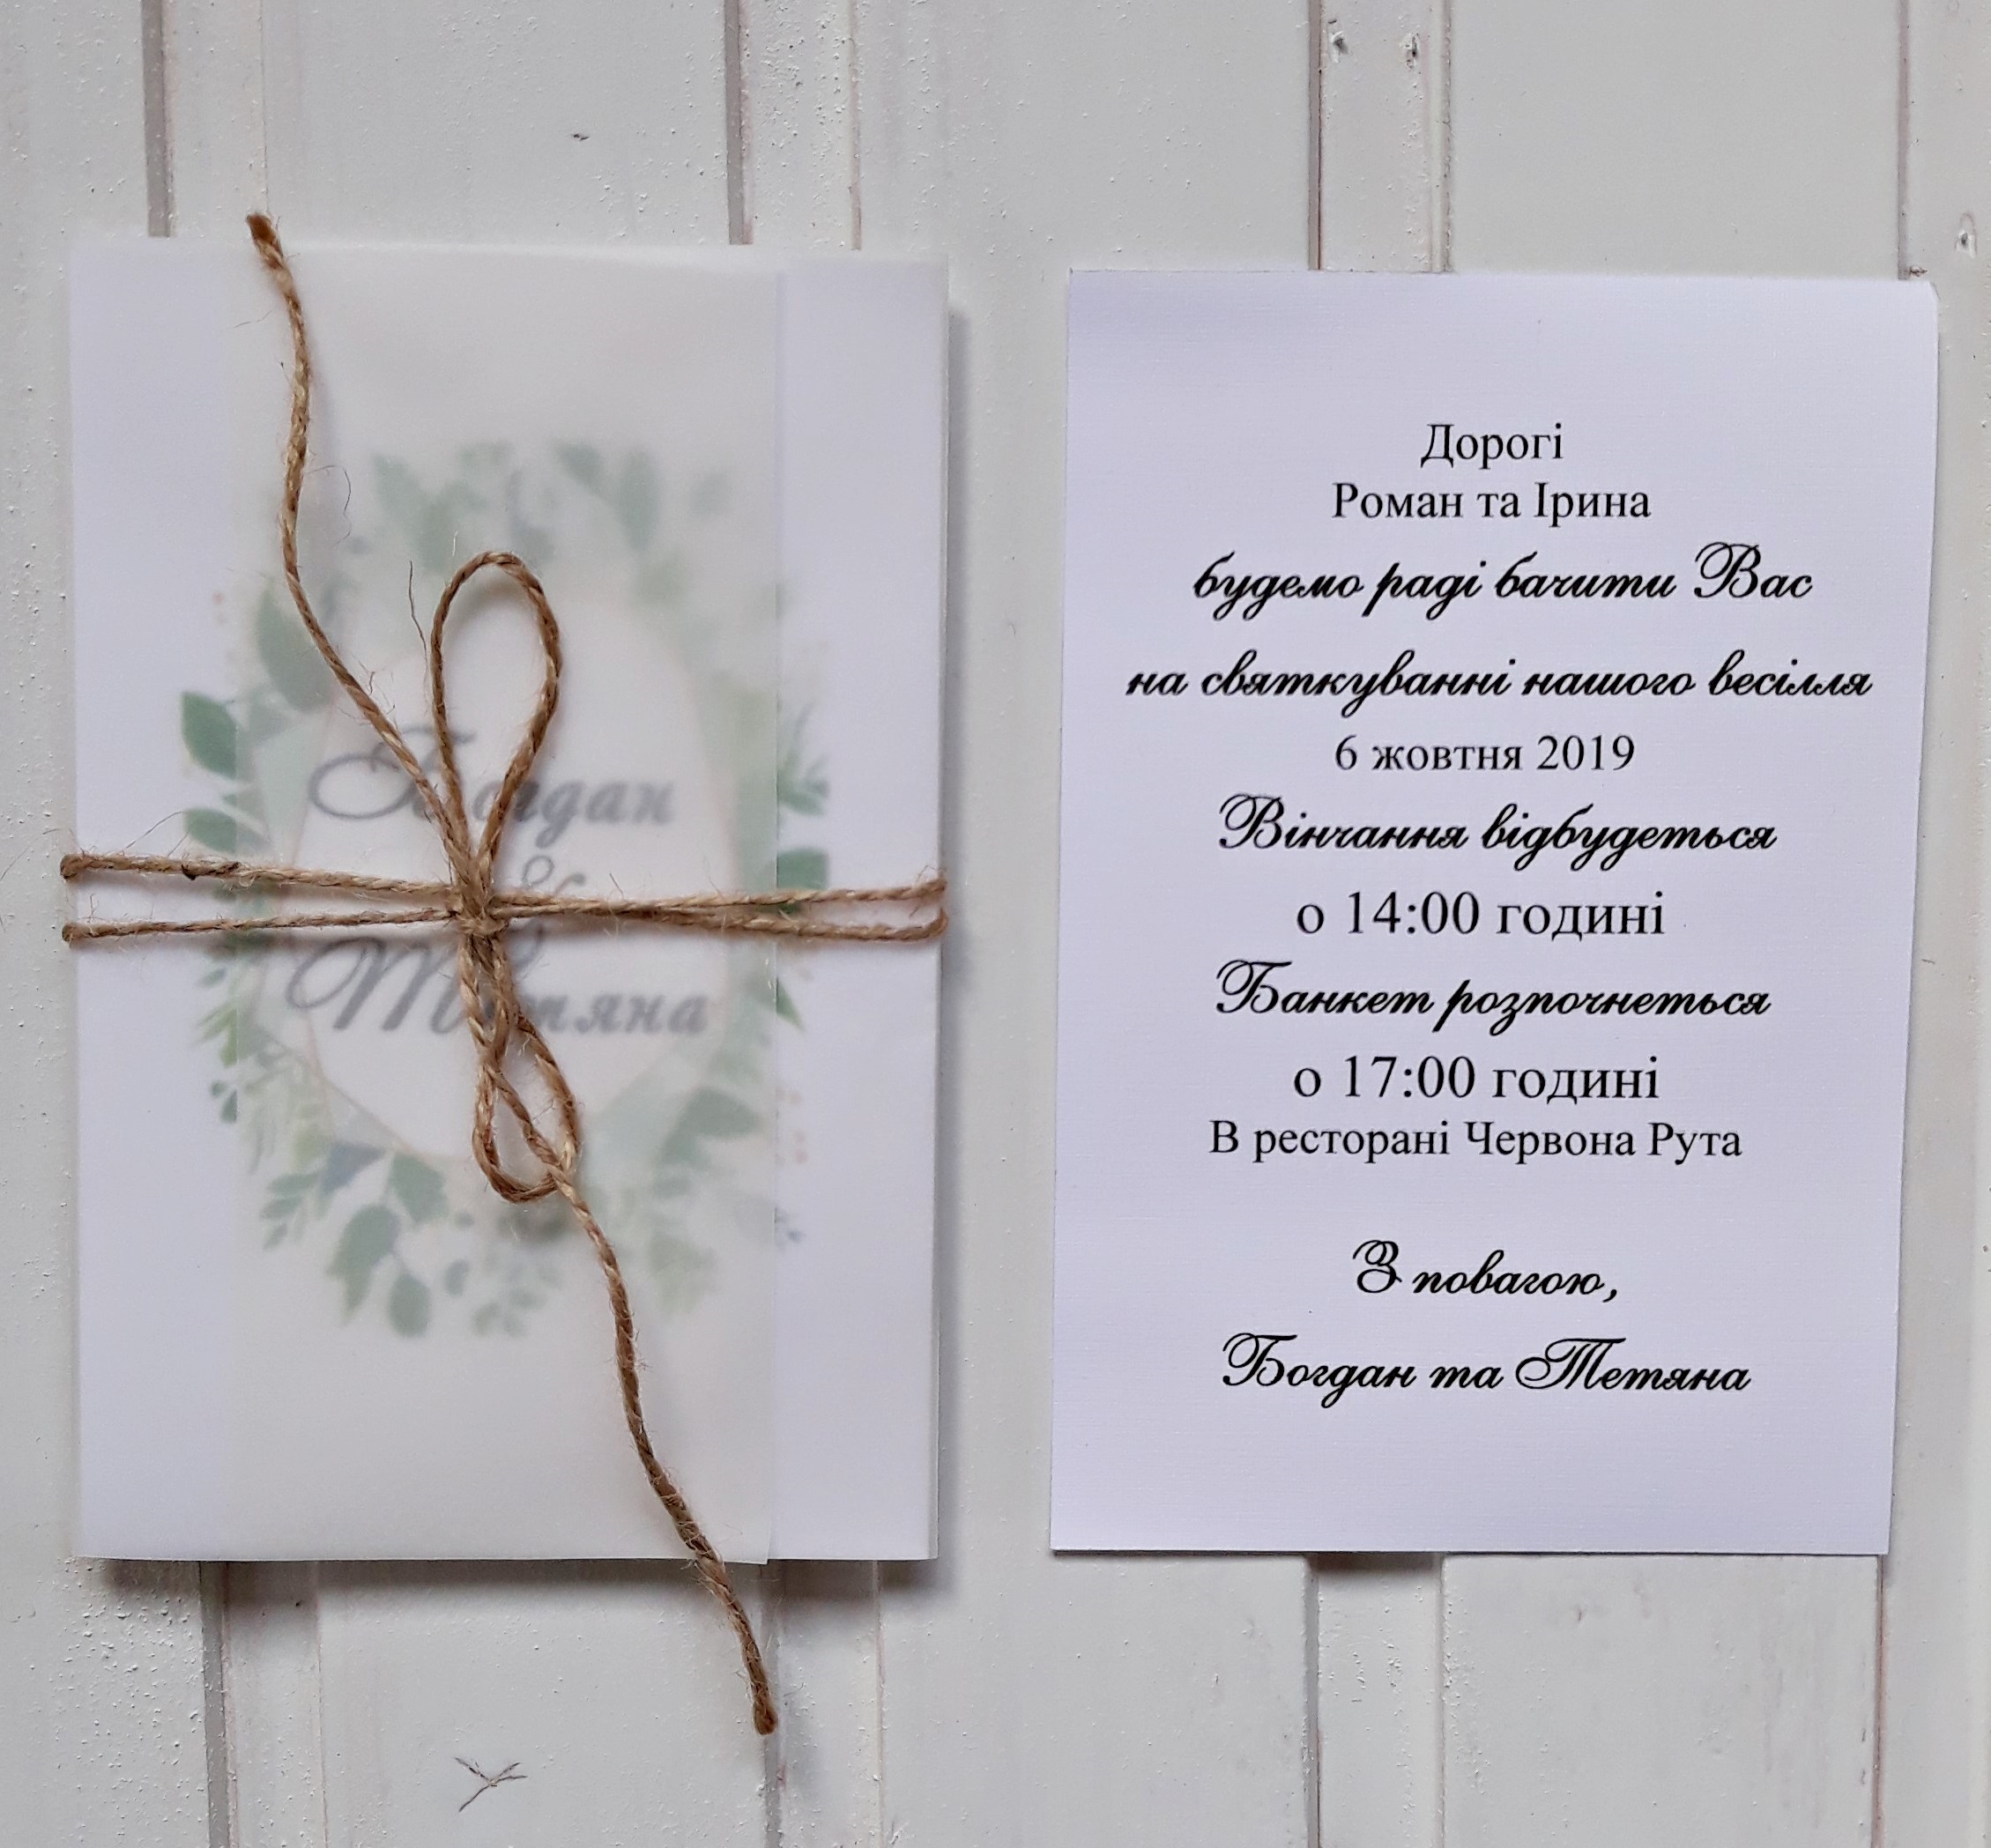 Богдан
&
Тетяна
Дорогі
Роман та Ірина
будемо раді бачити Вас
на святкуванні нашого весілля
6 жовтня 2019
Вінчання відбудеться
о 14:00 годині
Банкет розпочнеться
о 17:00 годині
В ресторані Червона Рута
З повагою,
Богдан та Тетяна